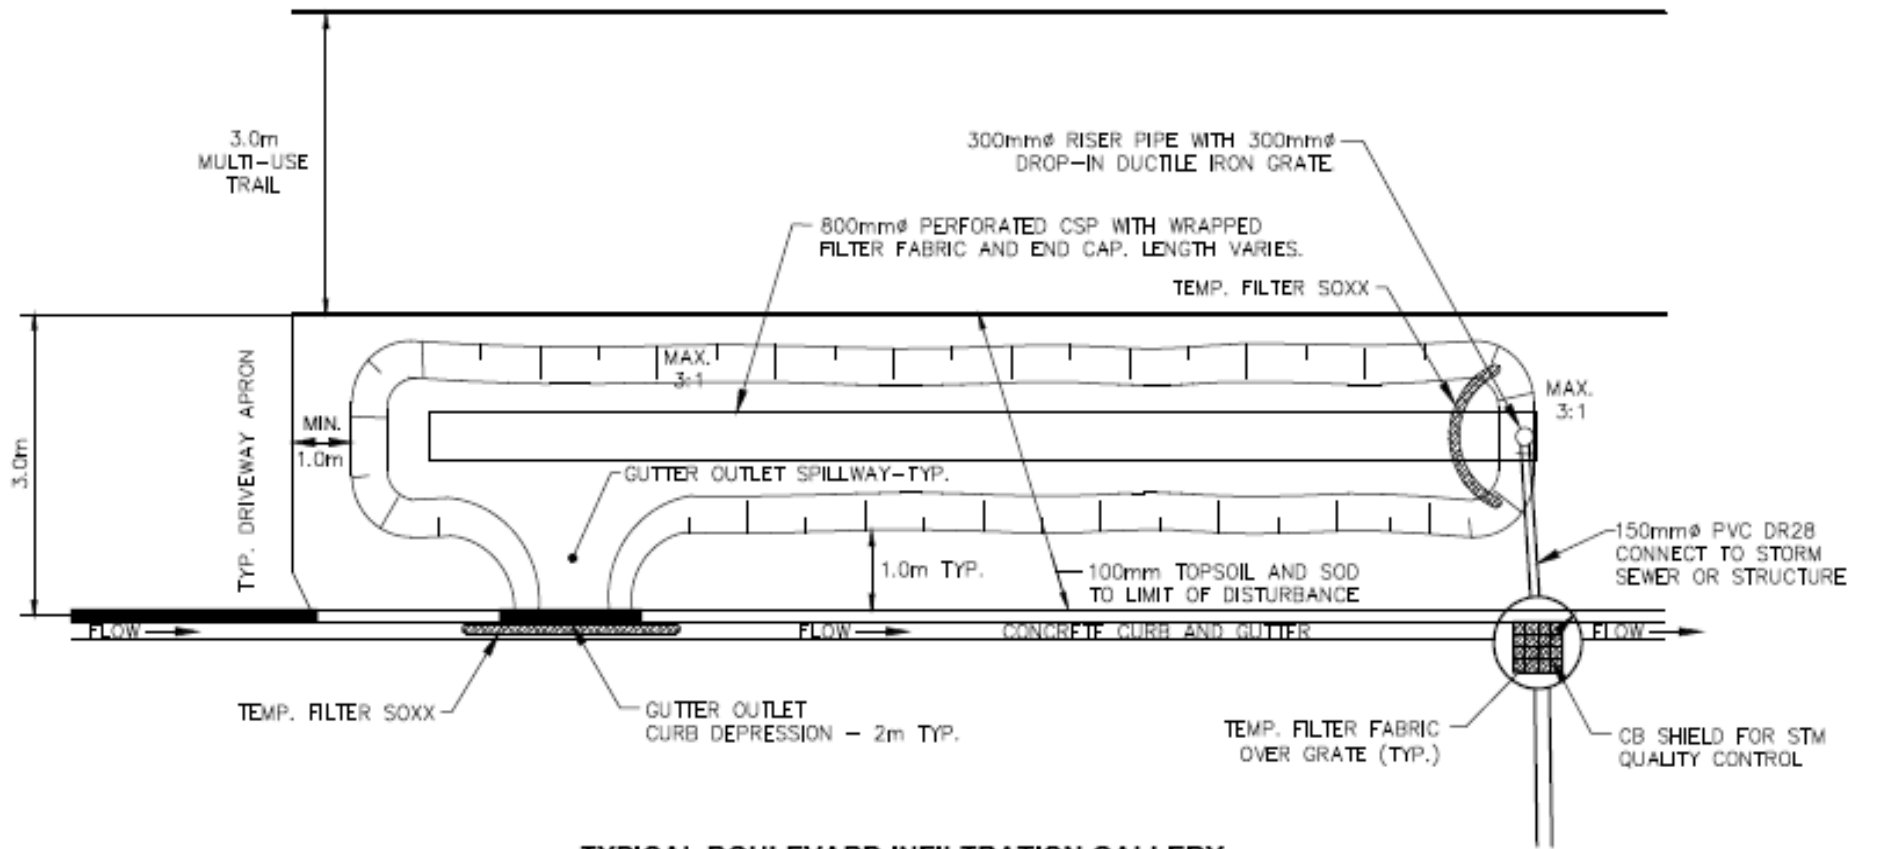 3.0m
MULTI-USE
TRAIL
300mmø RISER PIPE WITH 300mmø
DROP-IN DUCTILE IRON GRATE
800mmø PERFORATED CSP WITH WRAPPED
FILTER FABRIC AND END CAP. LENGTH VARIES.
TEMP. FILTER SOXX
3.0m
TYP. DRIVEWAY APRON
MAX.
3:1
MAX.
3:1
MIN.
1.0m
GUTTER OUTLET SPILLWAY-TYP.
1.0m TYP.
100mm TOPSOIL AND SOD
TO LIMIT OF DISTURBANCE
150mmø PVC DR28
CONNECT TO STORM
SEWER OR STRUCTURE
FLOW
FLOW
CONCRETE CURB AND GUTTER
FLOW
TEMP. FILTER SOXX
GUTTER OUTLET
CURB DEPRESSION - 2m TYP.
TEMP. FILTER FABRIC
OVER GRATE (TYP.)
CB SHIELD FOR STM
QUALITY CONTROL
TYPICAL BOULEVARD INFILTRATION GALLERY